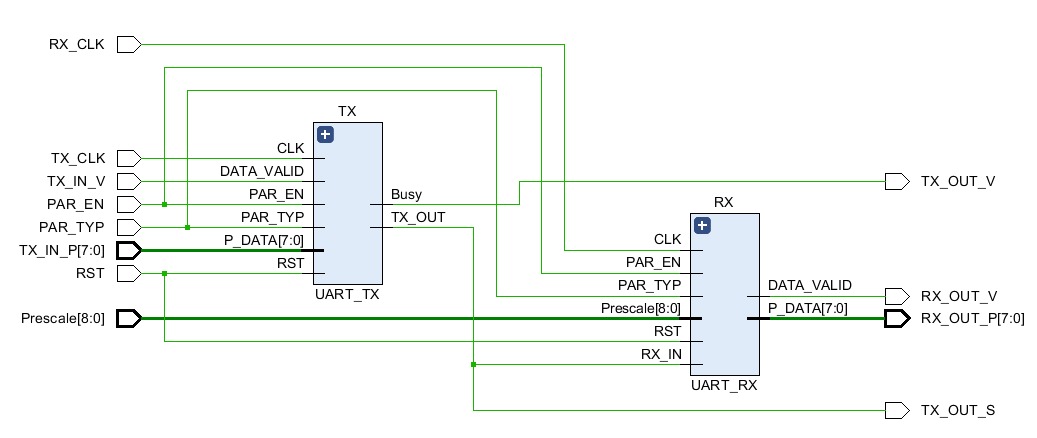 RX_CLK
TX
TX_CLK
CLK
TX_IN_V
DATA_VALID
PAR_EN
PAR_EN
Busy
TX_OUT_V
PAR_TYP
PAR_TYP
TX_OUT
TX_IN_P[7:0]
P_DATA[7:0]
RST
RST
UART_TX
RX
CLK
PAR_EN
PAR_TYP
DATA_VALID
RX_OUT_V
Prescale[8:0]
Prescale[8:0]
P_DATA[7:0]
RX_OUT_P[7:0]
RST
RX_IN
UART_RX
TX_OUT_S